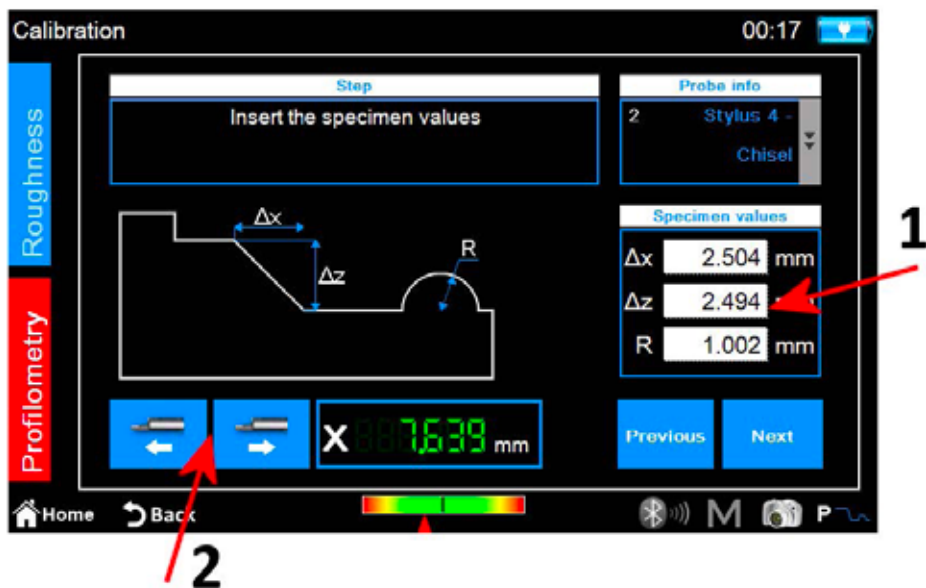 Calibration 00:17
Step
Insert the specimen values
Probe info
2 Stylus 4 -
Chisel
Roughness
Profilometry
Δx
Δz
R
Specimen values
Δx 2.504 mm
Δz 2.494 mm
R 1.002 mm
1
X 7.639 mm
Previous Next
Home Back M P
2